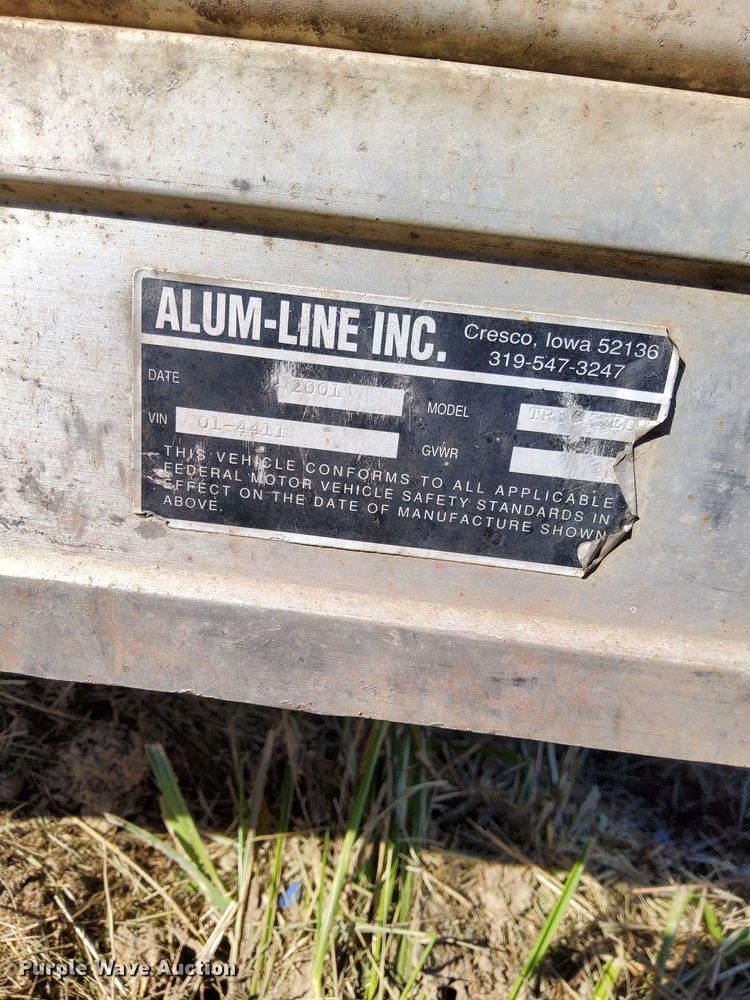 ALUM-LINE INC. Cresco, Iowa 52136
319-547-3247
DATE 2001 MODEL
VIN 01-4411 GVWR
THIS VEHICLE CONFORMS TO ALL APPLICABLE
FEDERAL MOTOR VEHICLE SAFETY STANDARDS IN
EFFECT ON THE DATE OF MANUFACTURE SHOWN
ABOVE.
Purple Wave Auction